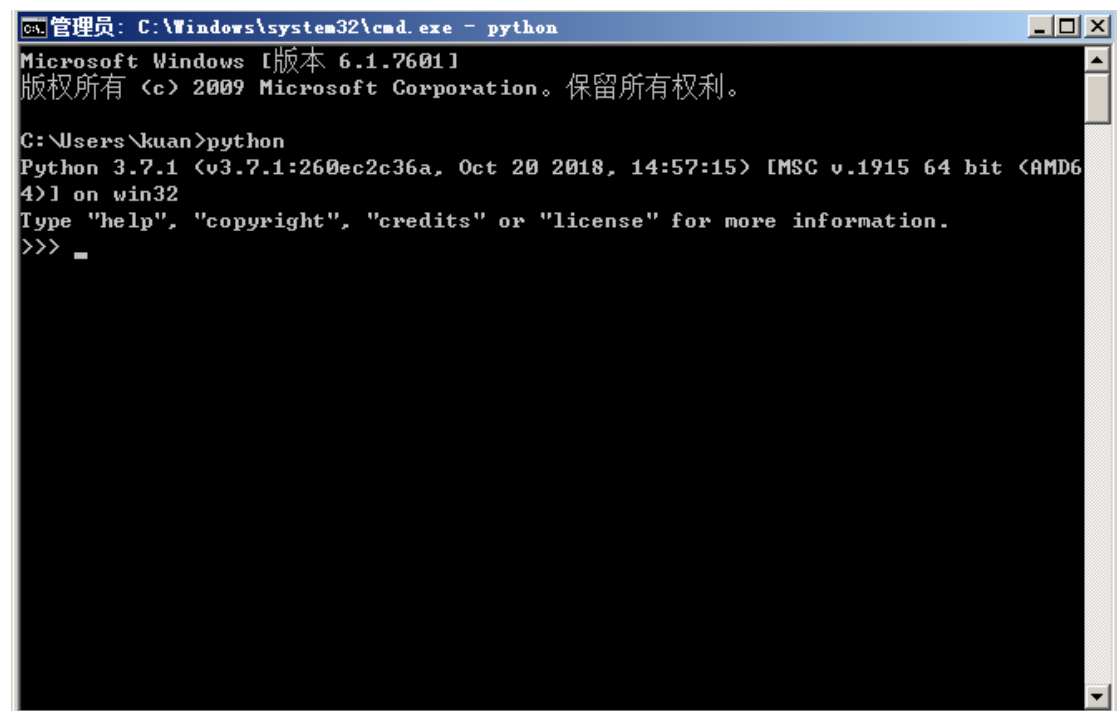 管理员: C:\Windows\system32\cmd.exe - python
Microsoft Windows [版本 6.1.7601]
版权所有 (c) 2009 Microsoft Corporation。保留所有权利。
C:\Users\kuan>python
Python 3.7.1 (v3.7.1:260ec2c36a, Oct 20 2018, 14:57:15) [MSC v.1915 64 bit (AMD6
4)] on win32
Type "help", "copyright", "credits" or "license" for more information.
>>> _